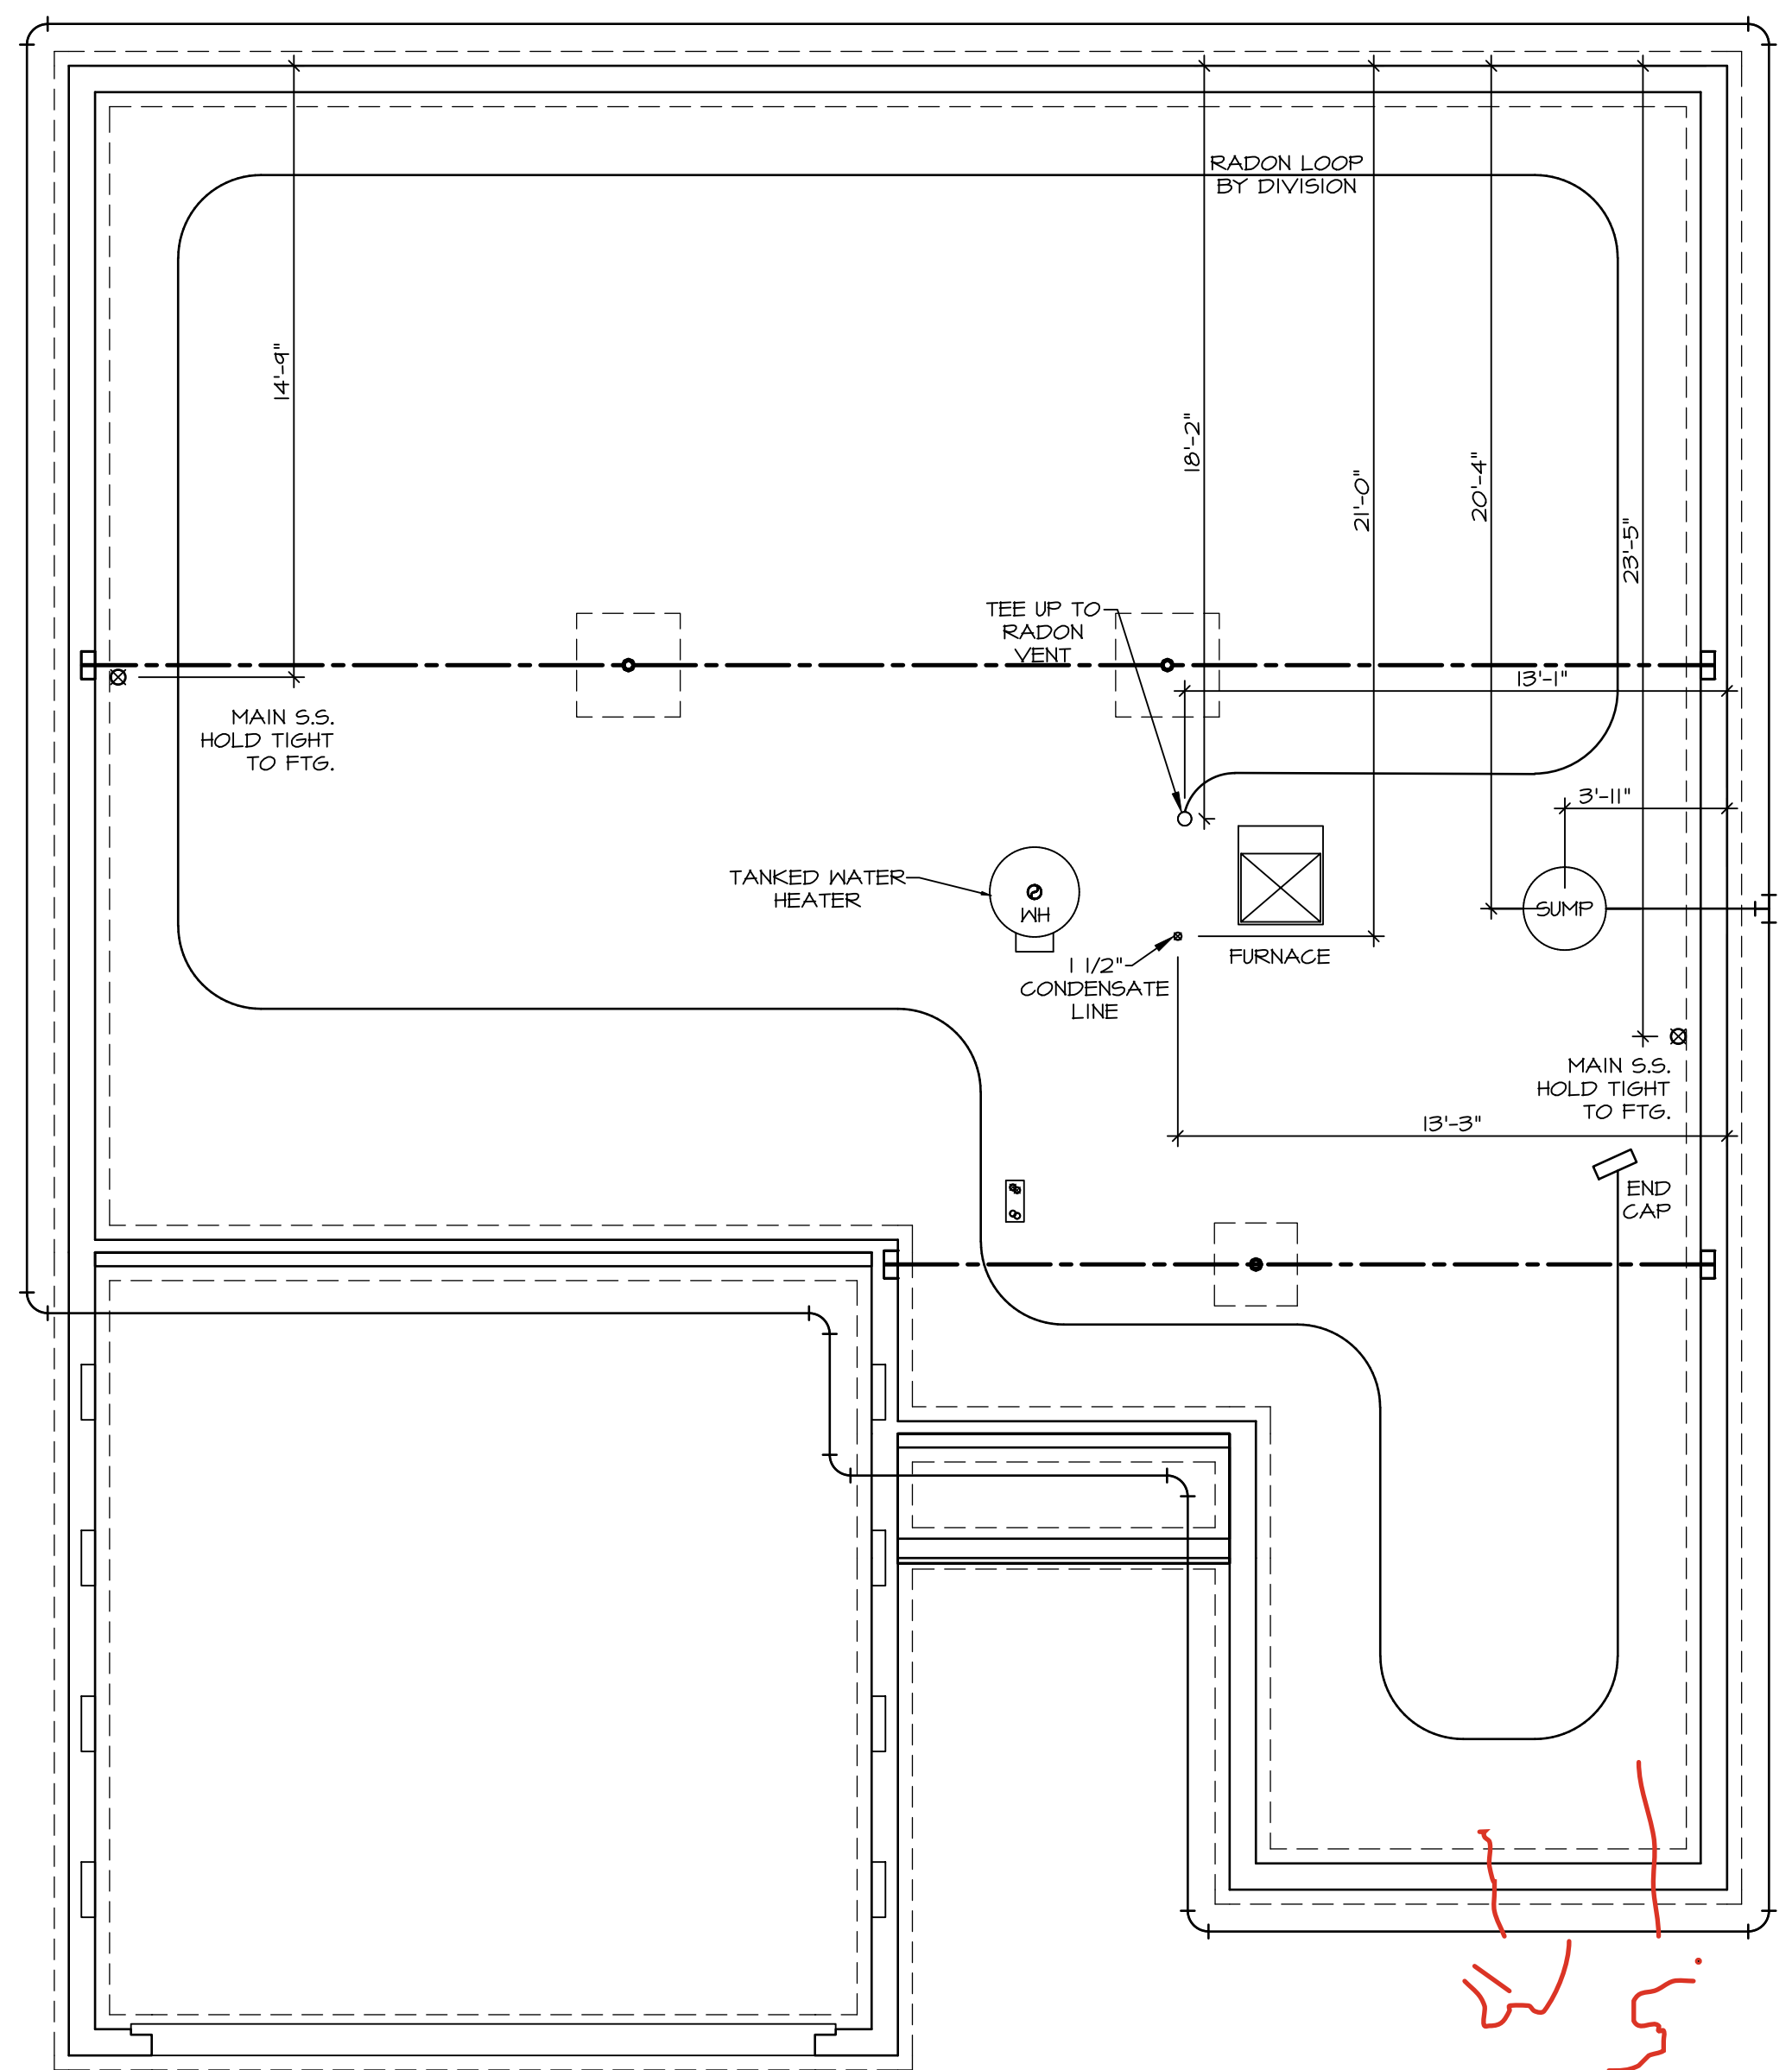 RADON LOOP
BY DIVISION
14'-9"
18'-2"
21'-0"
20'-4"
23'-5"
TEE UP TO
RADON
VENT
13'-1"
MAIN S.S.
HOLD TIGHT
TO FTG.
3'-11"
TANKED WATER
HEATER
WH
SUMP
FURNACE
1 1/2"
CONDENSATE
LINE
MAIN S.S.
HOLD TIGHT
TO FTG.
13'-3"
END
CAP